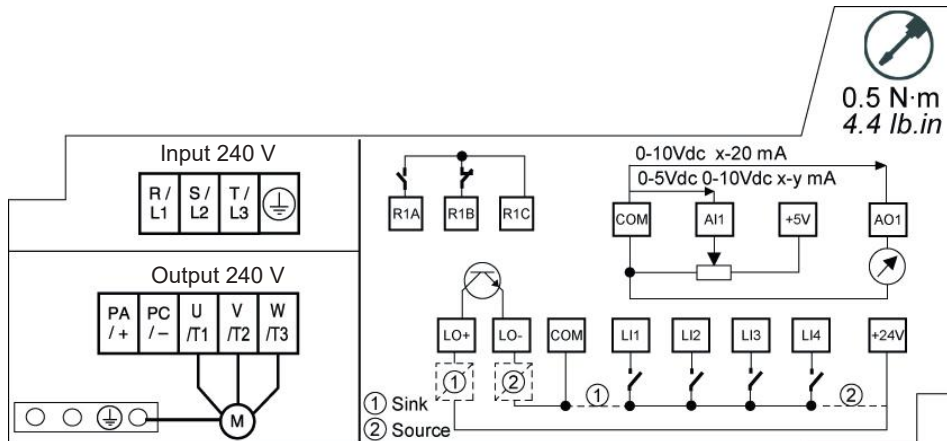 0.5 N·m
4.4 lb.in
Input 240 V
R / L1
S / L2
T / L3
Output 240 V
PA / +
PC / –
U /T1
V /T2
W /T3
M
R1A
R1B
R1C
0-10Vdc x-20 mA
0-5Vdc 0-10Vdc x-y mA
COM
AI1
+5V
AO1
LO+
LO-
COM
LI1
LI2
LI3
LI4
+24V
①
②
①
②
① Sink
② Source